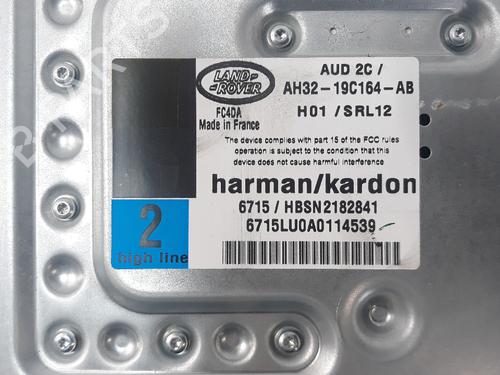 LAND
ROVER
AUD 2C /
AH32-19C164-AB
H01 / SRL12
FC4DA
Made in France
The device complies with part 15 of the FCC rules
operation is subject to the condition that this
device does not cause harmful interference
harman/kardon
6715 / HBSN2182841
6715LU0A0114539
2
high line